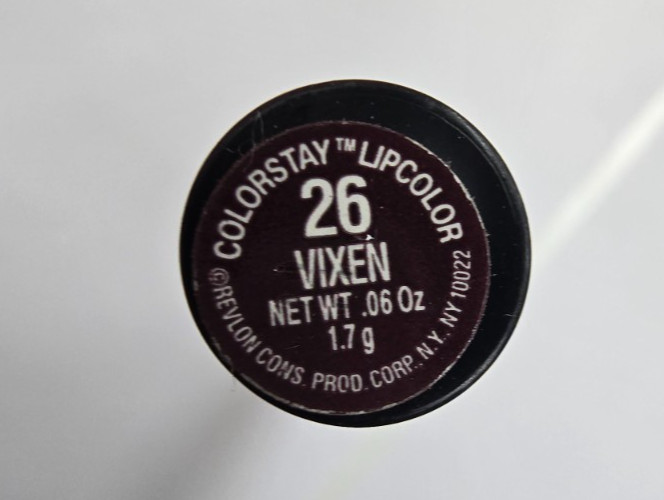 COLORSTAY™ LIPCOLOR
26
VIXEN
NET WT .06 Oz
1.7 g
©REVLON CONS. PROD. CORP. N.Y. NY 10022